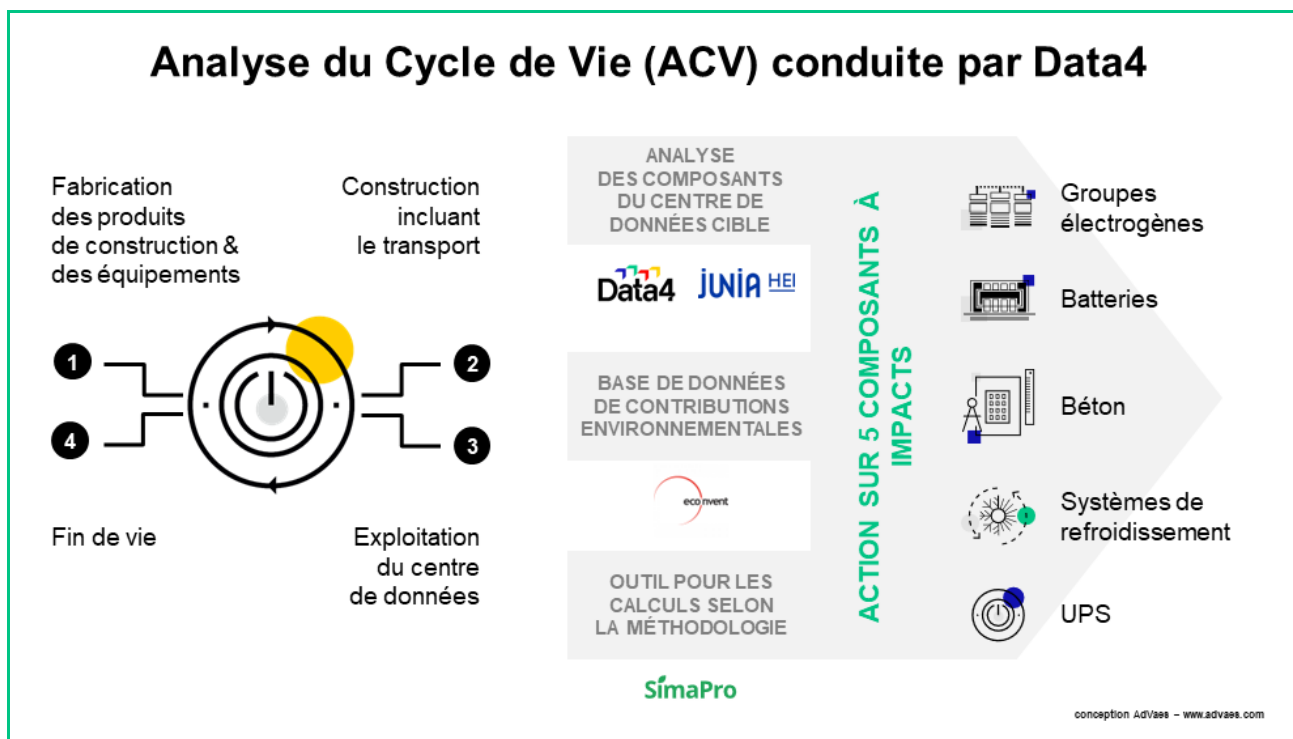 Analyse du Cycle de Vie (ACV) conduite par Data4
Fabrication
des produits
de construction &
des équipements
Construction
incluant
le transport
1
2
4
3
Fin de vie
Exploitation
du centre
de données
ANALYSE
DES COMPOSANTS
DU CENTRE DE
DONNÉES CIBLE
Data4
JUNIA HEI
BASE DE DONNÉES
DE CONTRIBUTIONS
ENVIRONNEMENTALES
ecoinvent
OUTIL POUR LES
CALCULS SELON
LA MÉTHODOLOGIE
SimaPro
ACTION SUR 5 COMPOSANTS À
IMPACTS
Groupes
électrogènes
Batteries
Béton
Systèmes de
refroidissement
UPS
conception AdVaes – www.advaes.com